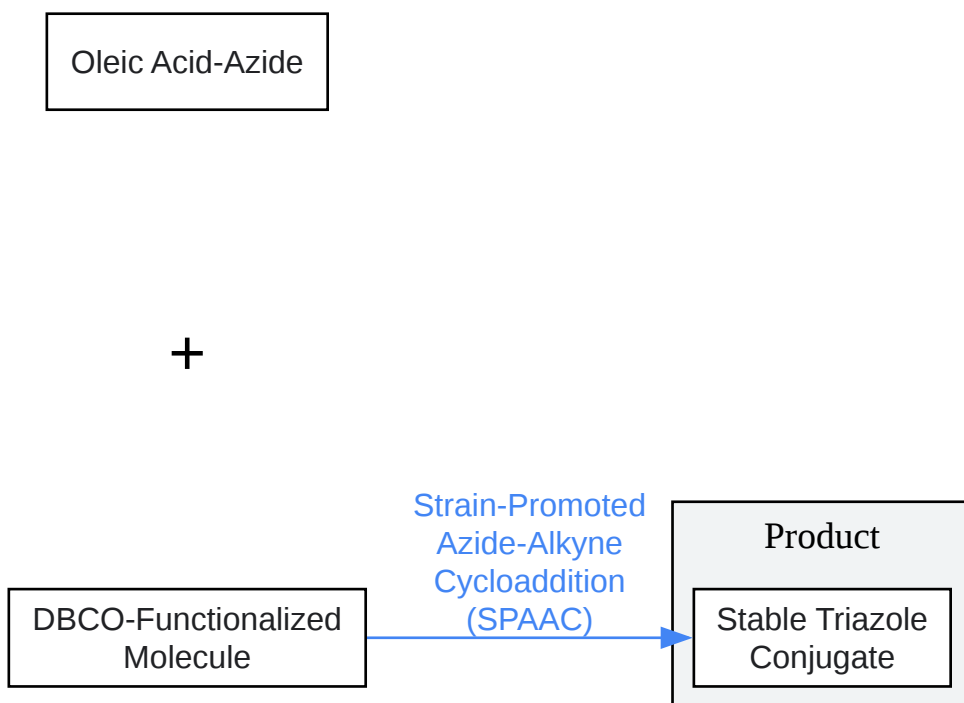 Oleic Acid-Azide
+
Strain-Promoted
Azide-Alkyne
Cycloaddition
(SPAAC)
Product
DBCO-Functionalized
Molecule
Stable Triazole
Conjugate